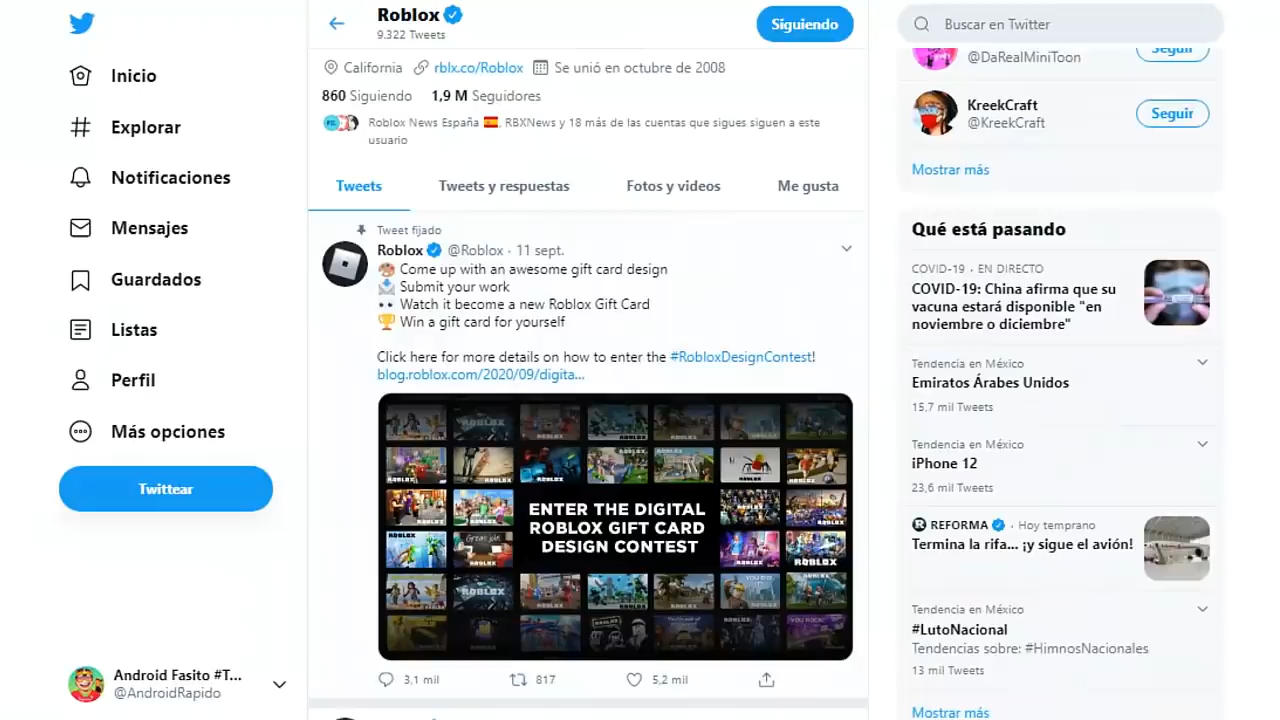 Inicio
Explorar
Notificaciones
Mensajes
Guardados
Listas
Perfil
Más opciones
Twittear
Android Fasito #T...
@AndroidRapido
Roblox
9.322 Tweets
Siguiendo
California
rblx.co/Roblox
Se unió en octubre de 2008
860 Siguiendo 1,9 M Seguidores
Roblox News España 🇪🇸, RBXNews y 18 más de las cuentas que sigues siguen a este
usuario
Tweets
Tweets y respuestas
Fotos y videos
Me gusta
Tweet fijado
Roblox @Roblox · 11 sept.
🎨 Come up with an awesome gift card design
📩 Submit your work
👀 Watch it become a new Roblox Gift Card
🏆 Win a gift card for yourself
Click here for more details on how to enter the #RobloxDesignContest!
blog.roblox.com/2020/09/digita...
ENTER THE DIGITAL
ROBLOX GIFT CARD
DESIGN CONTEST
3,1 mil
817
5,2 mil
Buscar en Twitter
@DaRealMiniToon
Seguir
KreekCraft
@KreekCraft
Seguir
Mostrar más
Qué está pasando
COVID-19 · EN DIRECTO
COVID-19: China afirma que su
vacuna estará disponible "en
noviembre o diciembre"
Tendencia en México
Emiratos Árabes Unidos
15,7 mil Tweets
Tendencia en México
iPhone 12
23,6 mil Tweets
REFORMA · Hoy temprano
Termina la rifa... ¡y sigue el avión!
Tendencia en México
#LutoNacional
Tendencias sobre: #HimnosNacionales
13 mil Tweets
Mostrar más